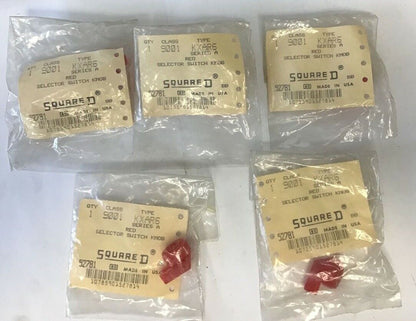 QTY CLASS TYPE
1 9001 KXAR6
SERIES A
RED
SELECTOR SWITCH KNOB
SQUARE D
52781 MADE IN USA
QTY CLASS TYPE
1 9001 KXAR6
SERIES A
RED
SELECTOR SWITCH KNOB
SQUARE D
52781 MADE IN USA
QTY CLASS TYPE
1 9001 KXAR6
SERIES A
RED
SELECTOR SWITCH KNOB
SQUARE D
52781 MADE IN USA
QTY CLASS TYPE
1 9001 KXAR6
SERIES A
RED
SELECTOR SWITCH KNOB
SQUARE D
52781 MADE IN USA
QTY CLASS TYPE
1 9001 KXAR6
RED
SELECTOR SWITCH KNOB
SQUARE D
52781 MADE IN USA